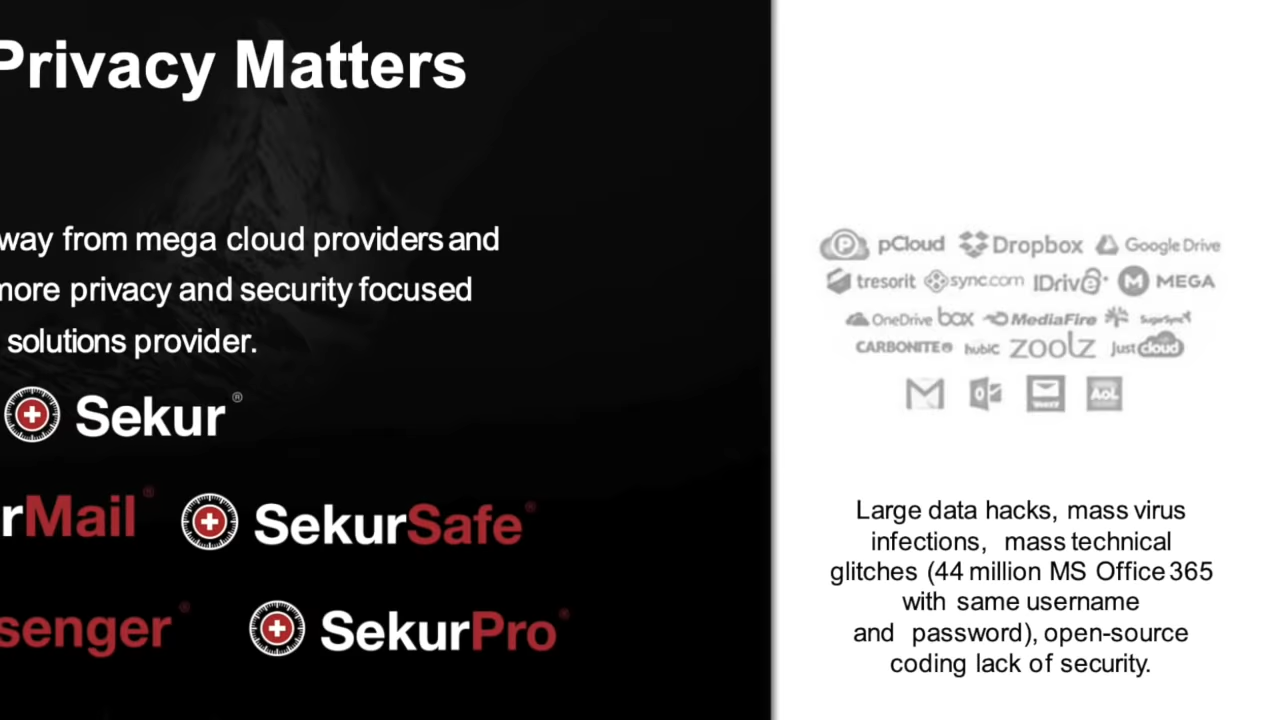 Privacy Matters
way from mega cloud providers and
more privacy and security focused
solutions provider.
Sekur®
rMail®
SekurSafe®
senger®
SekurPro®
pCloud Dropbox Google Drive
tresorit sync.com IDrive MEGA
OneDrive box MediaFire
CARBONITE hubiC zoolz Justcloud
AOL
Large data hacks, mass virus
infections, mass technical
glitches (44 million MS Office 365
with same username
and password), open-source
coding lack of security.